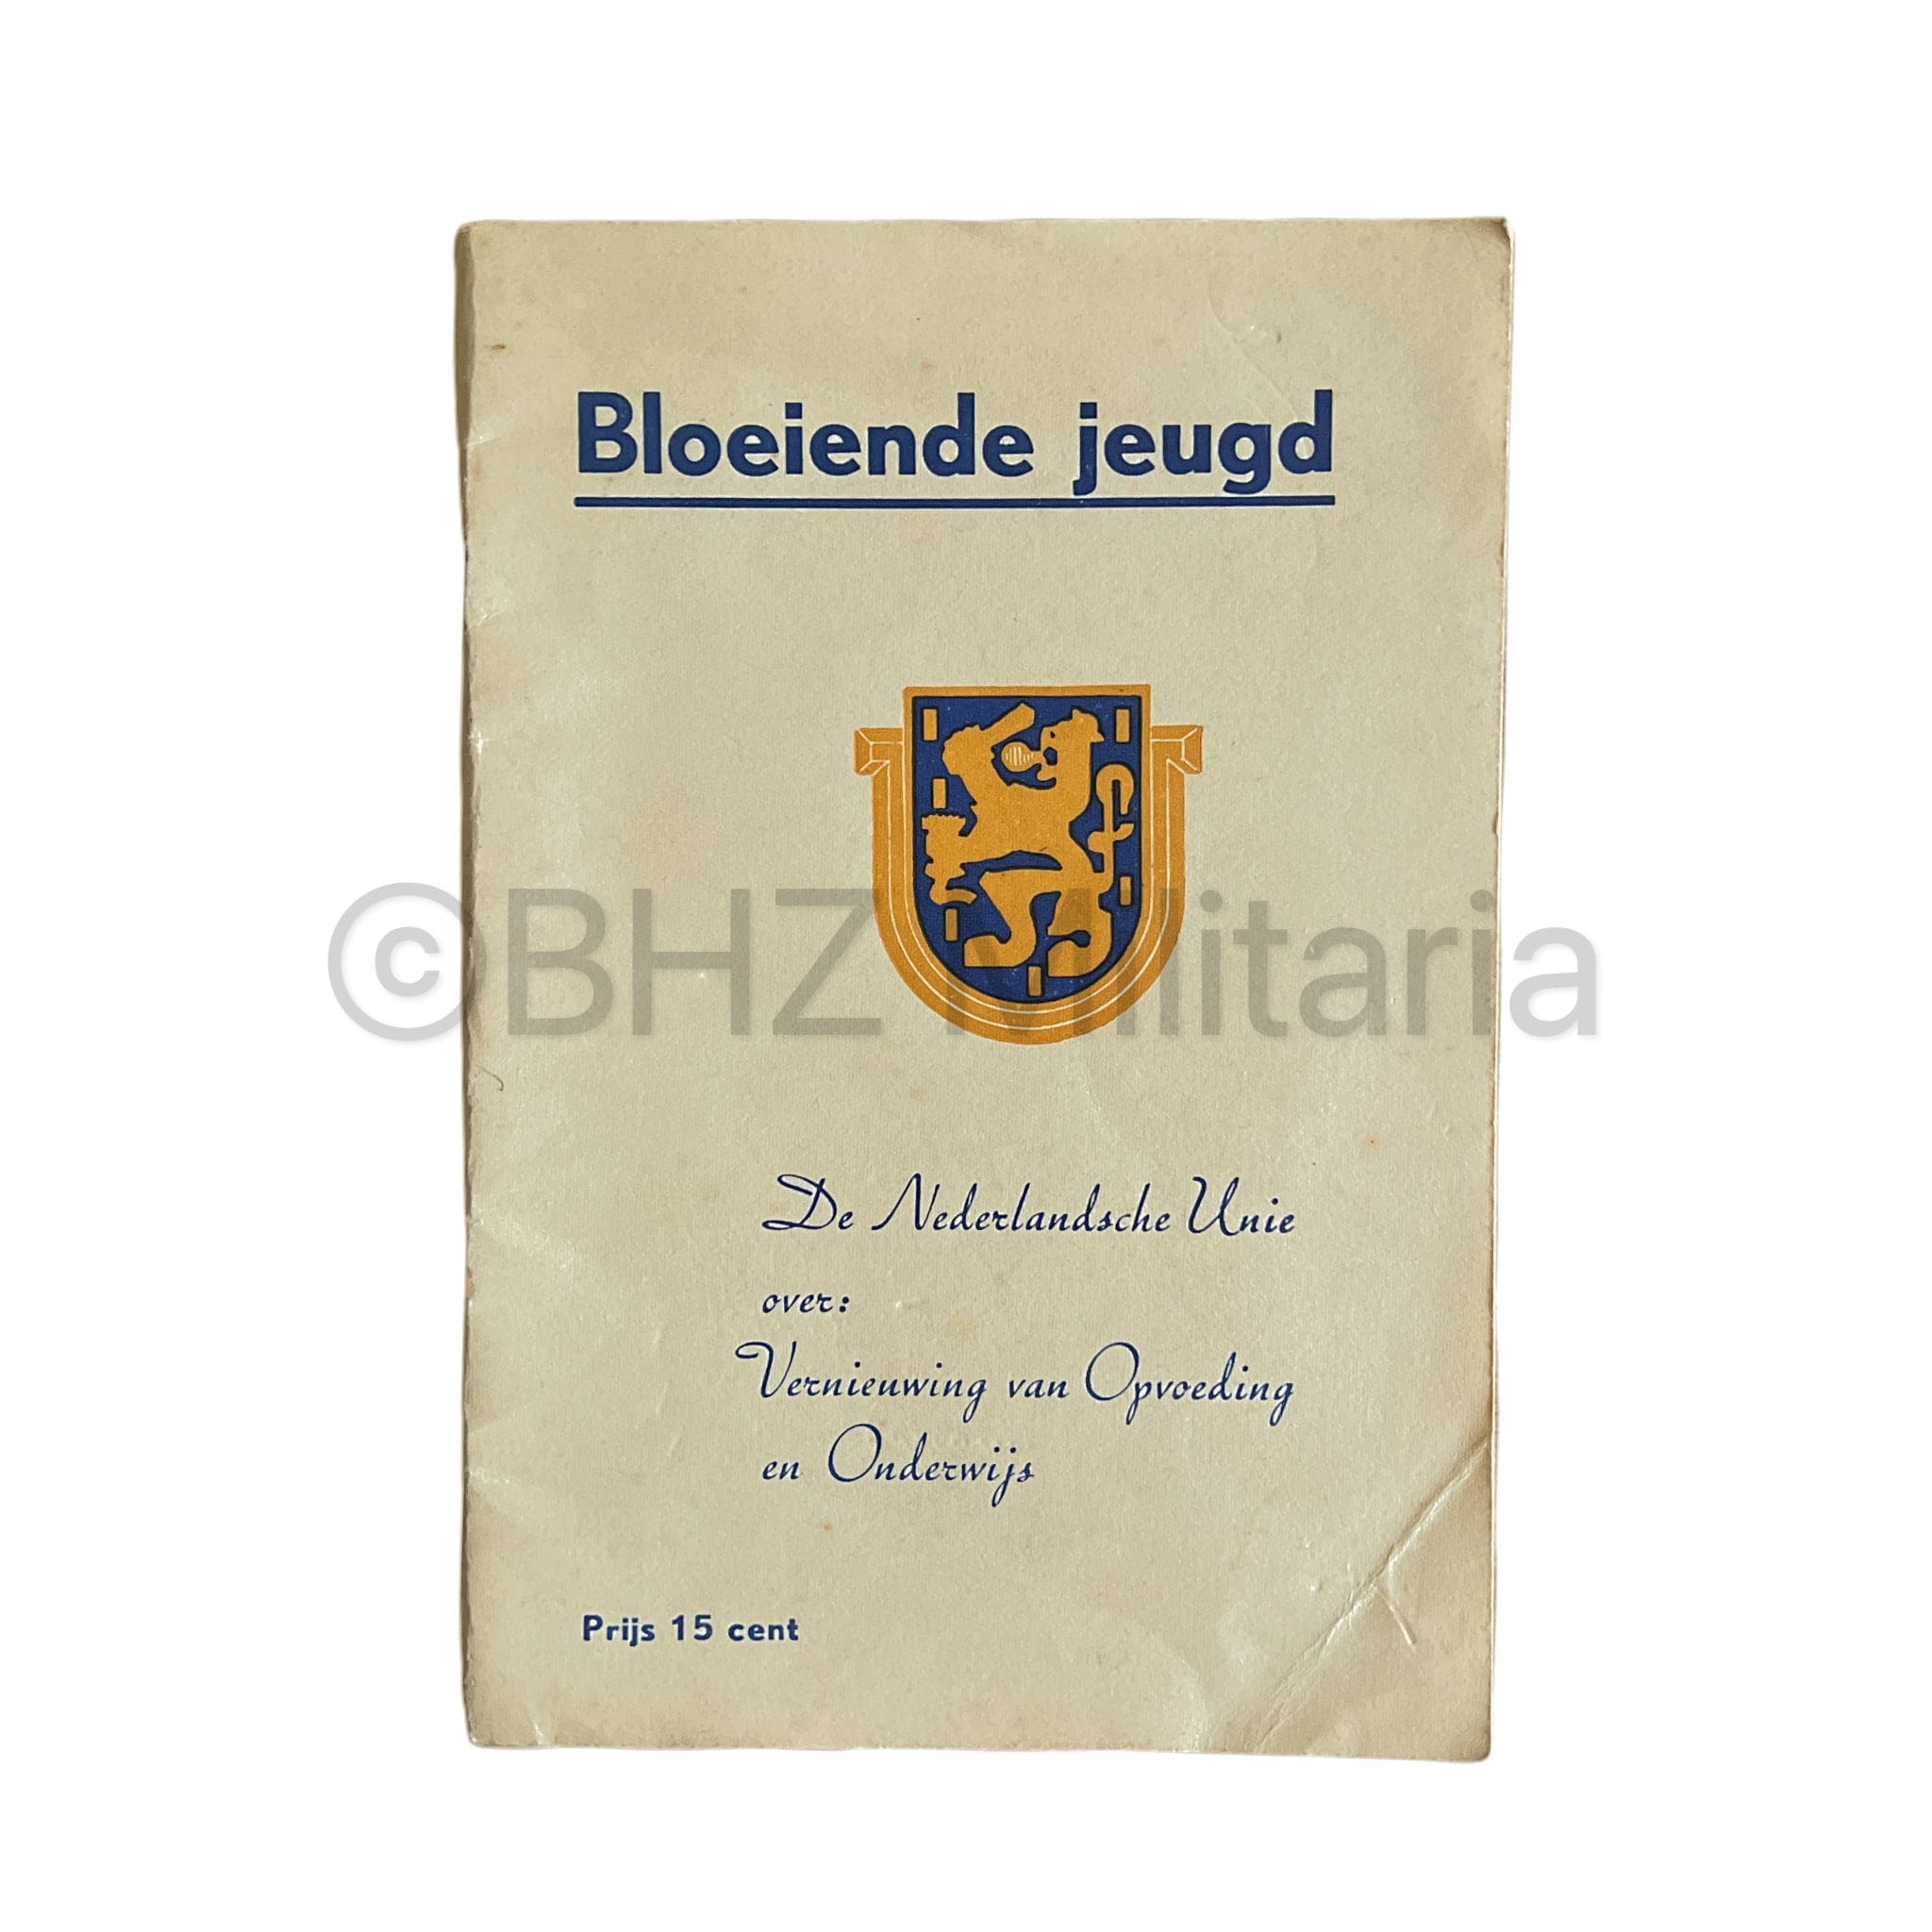 Bloeiende jeugd
©BHZ Militaria
De Nederlandsche Unie
over:
Vernieuwing van Opvoeding
en Onderwijs
Prijs 15 cent